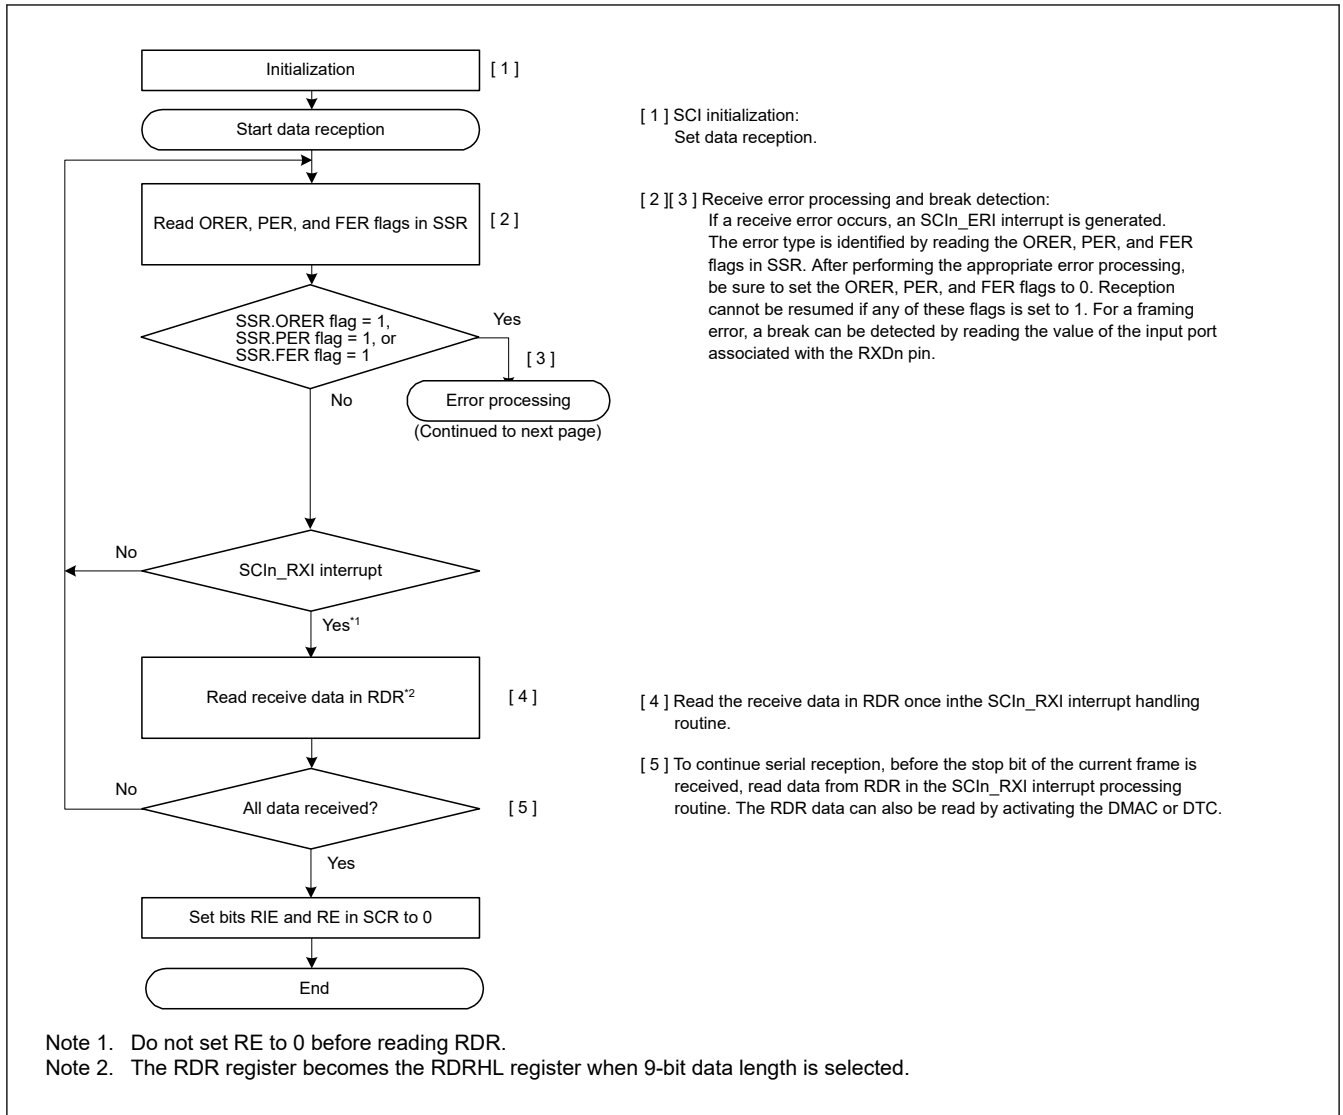 Initialization
[ 1 ]
Start data reception
[ 1 ] SCI initialization:
Set data reception.
Read ORER, PER, and FER flags in SSR
[ 2 ]
[ 2 ][ 3 ] Receive error processing and break detection:
If a receive error occurs, an SCIn_ERI interrupt is generated.
The error type is identified by reading the ORER, PER, and FER
flags in SSR. After performing the appropriate error processing,
be sure to set the ORER, PER, and FER flags to 0. Reception
cannot be resumed if any of these flags is set to 1. For a framing
error, a break can be detected by reading the value of the input port
associated with the RXDn pin.
SSR.ORER flag = 1,
SSR.PER flag = 1, or
SSR.FER flag = 1
Yes
[ 3 ]
No
Error processing
(Continued to next page)
No
SCIn_RXI interrupt
Yes*1
Read receive data in RDR*2
[ 4 ]
[ 4 ] Read the receive data in RDR once inthe SCIn_RXI interrupt handling
routine.
No
All data received?
[ 5 ]
[ 5 ] To continue serial reception, before the stop bit of the current frame is
received, read data from RDR in the SCIn_RXI interrupt processing
routine. The RDR data can also be read by activating the DMAC or DTC.
Yes
Set bits RIE and RE in SCR to 0
End
Note 1. Do not set RE to 0 before reading RDR.
Note 2. The RDR register becomes the RDRHL register when 9-bit data length is selected.